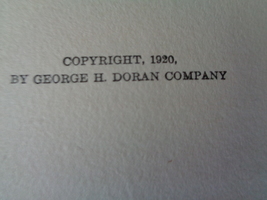 COPYRIGHT, 1920,
BY GEORGE H. DORAN COMPANY